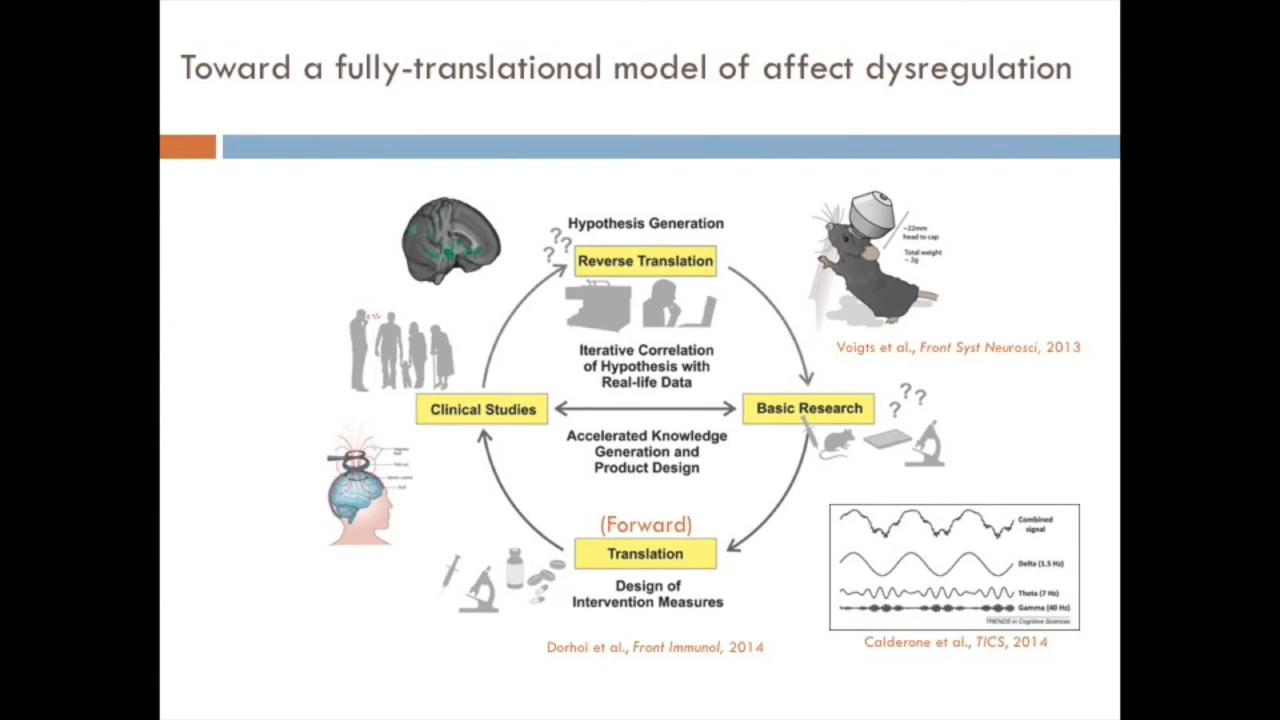 Toward a fully-translational model of affect dysregulation
Hypothesis Generation
???
Reverse Translation
~22mm
head to cap
Total weight
~ 2g
Voigts et al., Front Syst Neurosci, 2013
Iterative Correlation
of Hypothesis with
Real-life Data
Clinical Studies
Basic Research
???
Accelerated Knowledge
Generation and
Product Design
(Forward)
Translation
Design of
Intervention Measures
Dorhoi et al., Front Immunol, 2014
Combined
signal
Delta (1.5 Hz)
Theta (7 Hz)
Gamma (40 Hz)
TRENDS in Cognitive Sciences
Calderone et al., TICS, 2014